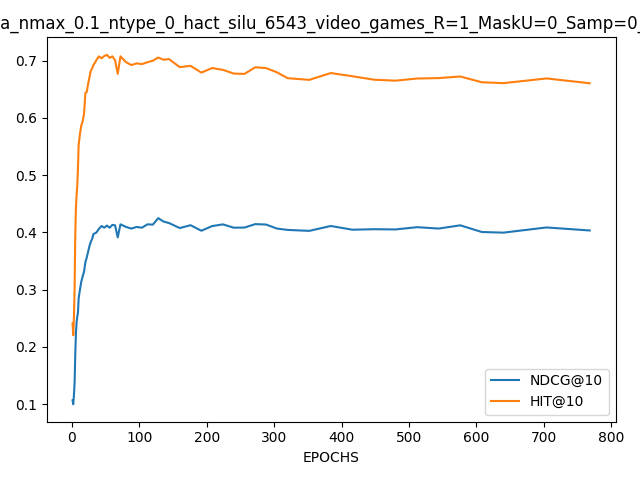 a_nmax_0.1_ntype_0_hact_silu_6543_video_games_R=1_MaskU=0_Samp=0_
0.7
0.6
0.5
0.4
0.3
0.2
0.1
NDCG@10
HIT@10
0 100 200 300 400 500 600 700 800
EPOCHS